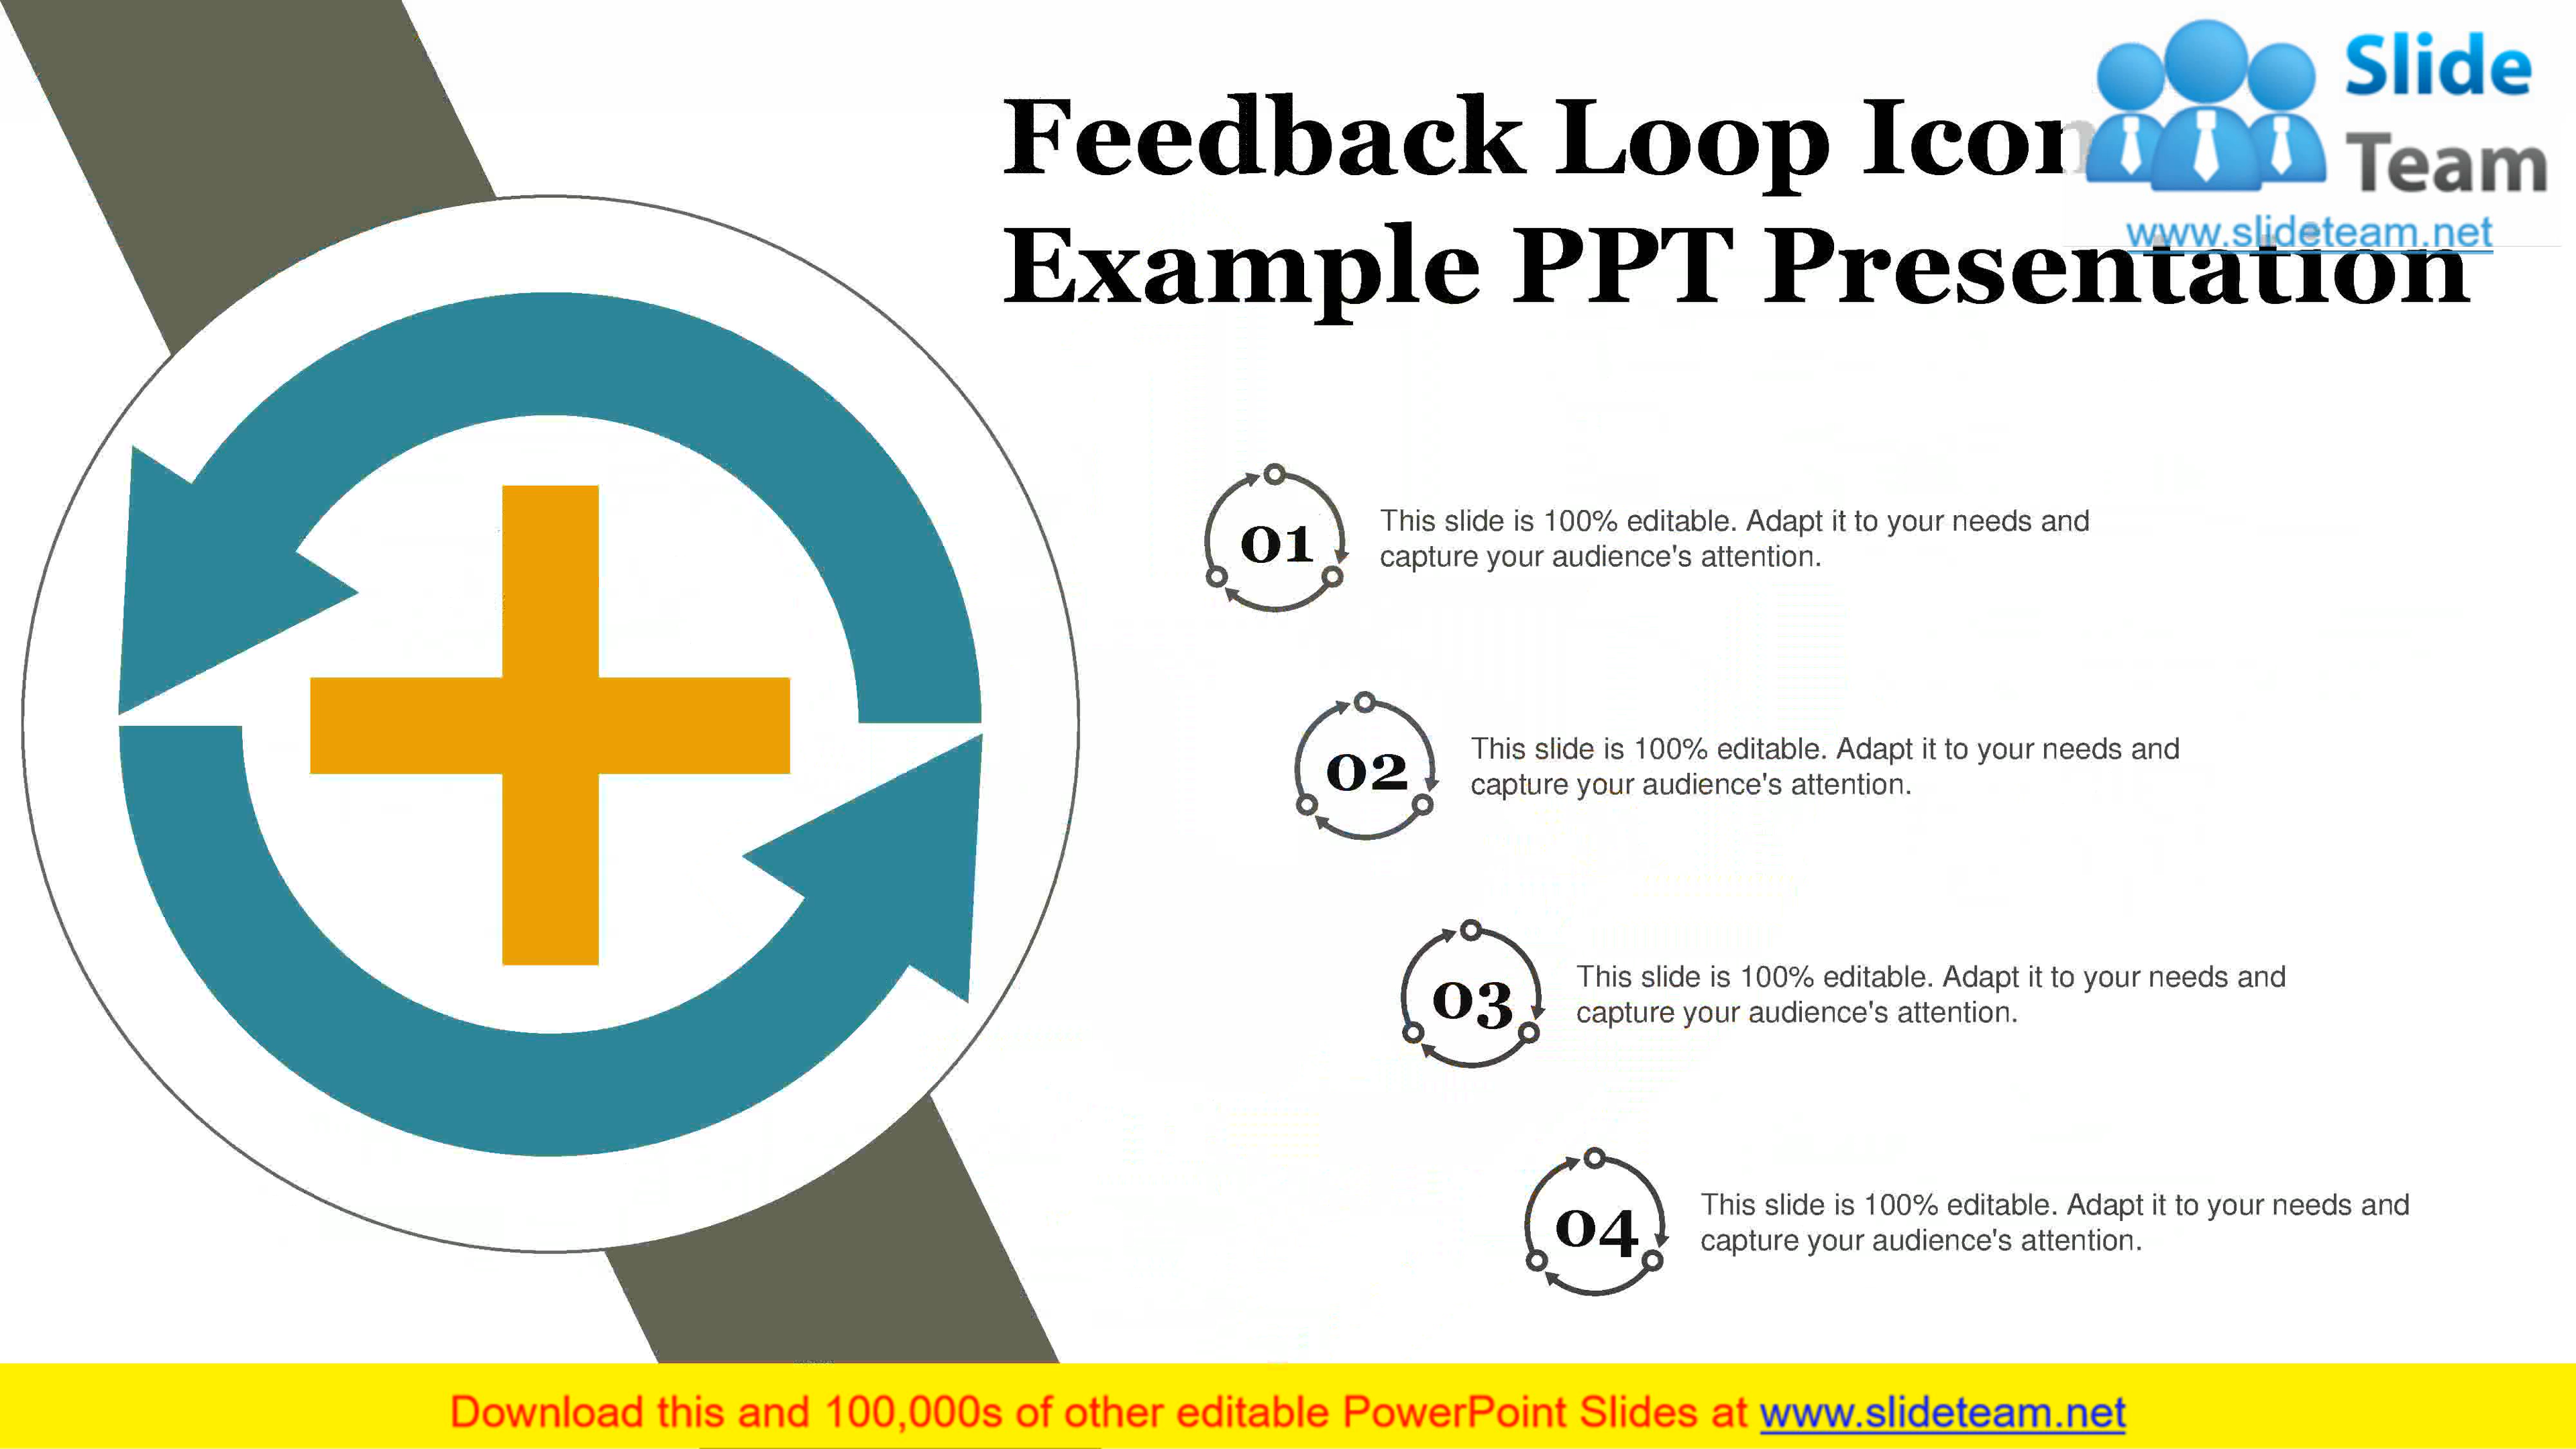 Slide
Team
www.slideteam.net
Feedback Loop Icon
Example PPT Presentation
01
This slide is 100% editable. Adapt it to your needs and
capture your audience's attention.
02
This slide is 100% editable. Adapt it to your needs and
capture your audience's attention.
03
This slide is 100% editable. Adapt it to your needs and
capture your audience's attention.
04
This slide is 100% editable. Adapt it to your needs and
capture your audience's attention.
Download this and 100,000s of other editable PowerPoint Slides at www.slideteam.net